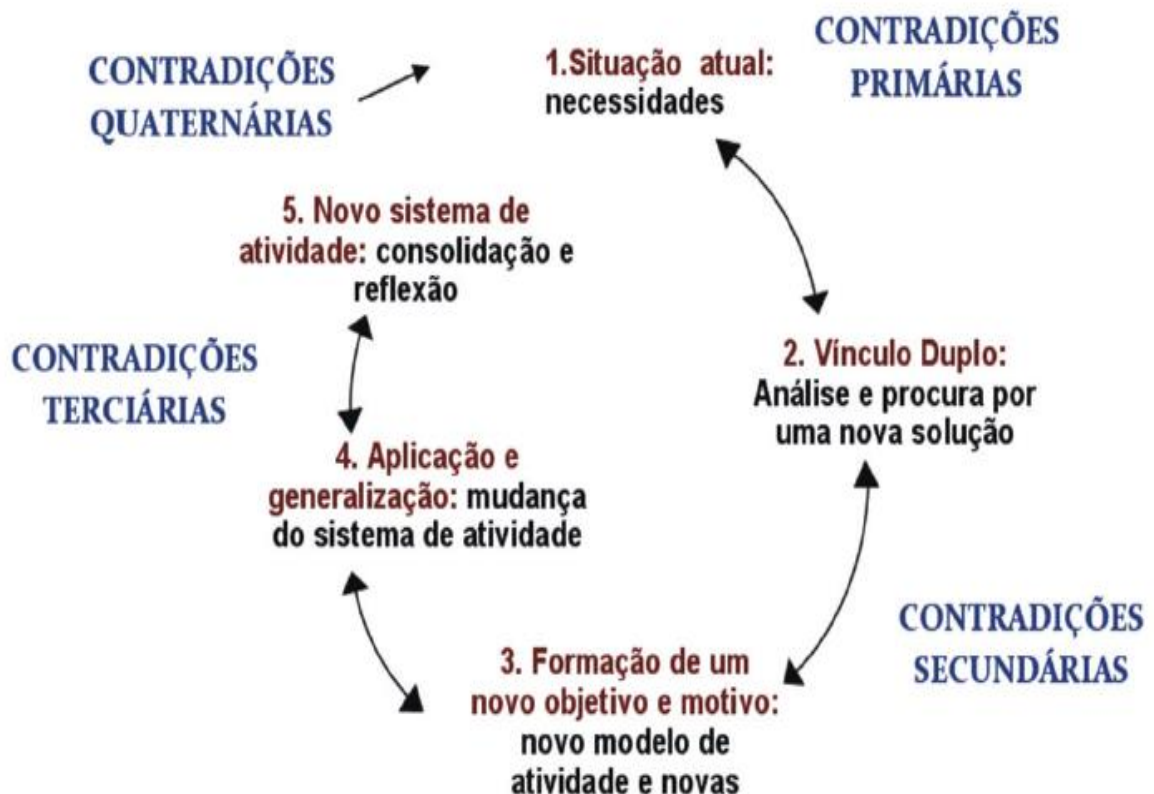 CONTRADIÇÕES
PRIMÁRIAS
1.Situação atual:
necessidades
CONTRADIÇÕES
QUATERNÁRIAS
5. Novo sistema de
atividade: consolidação e
reflexão
2. Vínculo Duplo:
Análise e procura por
uma nova solução
CONTRADIÇÕES
TERCIÁRIAS
4. Aplicação e
generalização: mudança
do sistema de atividade
CONTRADIÇÕES
SECUNDÁRIAS
3. Formação de um
novo objetivo e motivo:
novo modelo de
atividade e novas